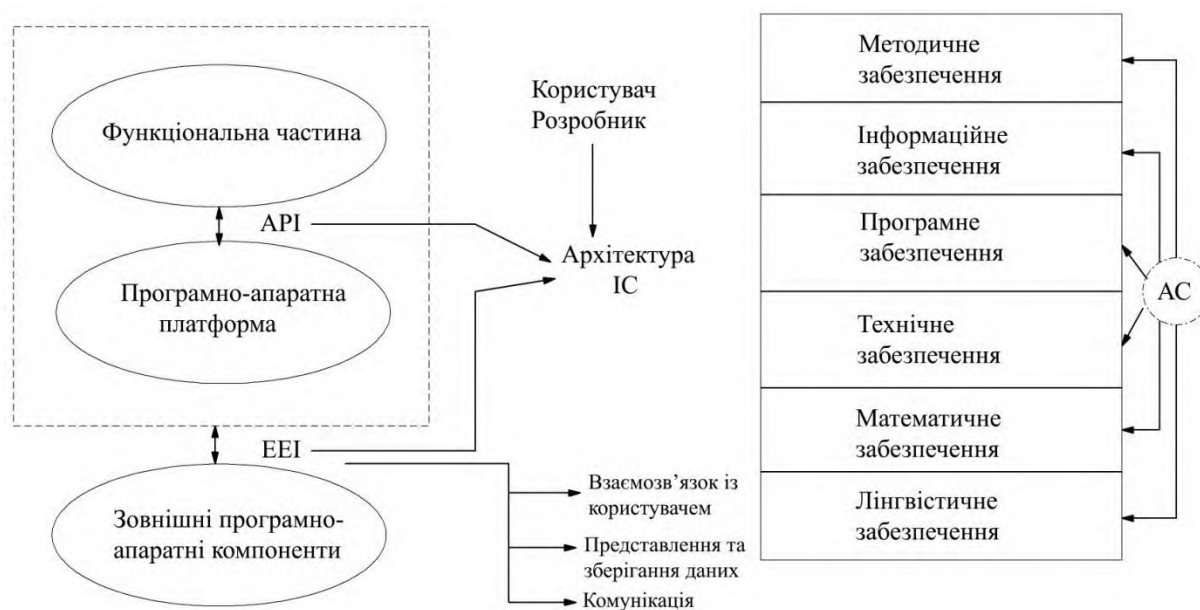 Функціональна частина
API
Програмно-апаратна
платформа
EEI
Зовнішні програмно-
апаратні компоненти
Користувач
Розробник
Архітектура
ІС
Взаємозв’язок із
користувачем
Представлення та
зберігання даних
Комунікація
Методичне
забезпечення
Інформаційне
забезпечення
Програмне
забезпечення
Технічне
забезпечення
Математичне
забезпечення
Лінгвістичне
забезпечення
АС